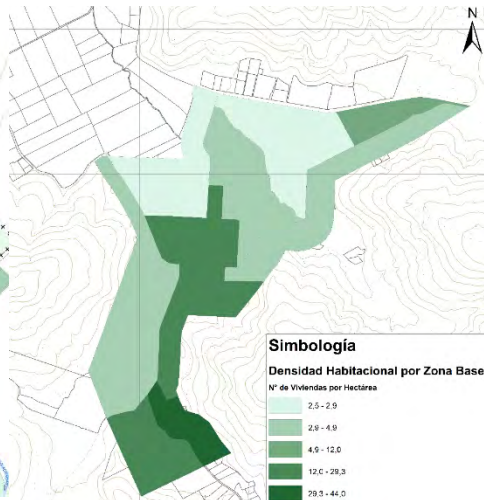 N
Simbología
Densidad Habitacional por Zona Base
N° de Viviendas por Hectárea
2,5 - 2,9
2,9 - 4,9
4,9 - 12,0
12,0 - 29,3
29,3 - 44,0